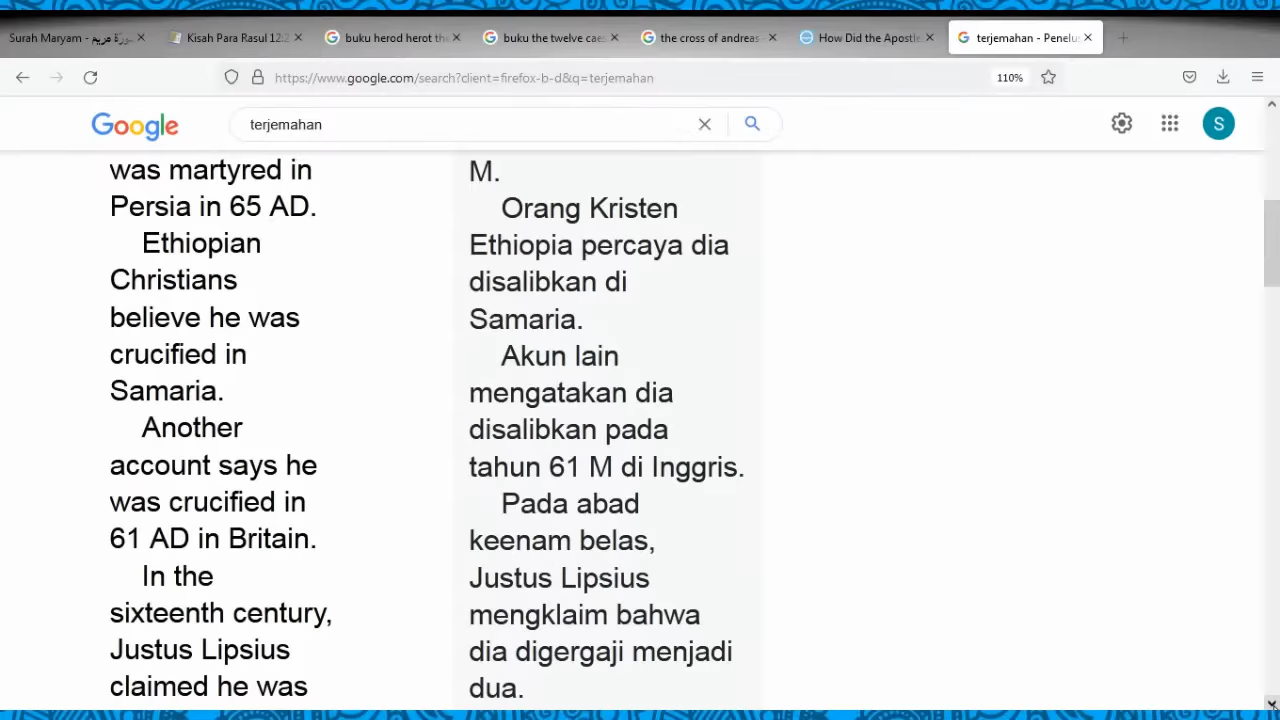 Surah Maryam - سورة مريم
Kisah Para Rasul 12:2
buku herod herot the
buku the twelve caes
the cross of andreas
How Did the Apostle
terjemahan - Penelus
https://www.google.com/search?client=firefox-b-d&q=terjemahan
110%
Google
terjemahan
S
was martyred in
Persia in 65 AD.
Ethiopian
Christians
believe he was
crucified in
Samaria.
Another
account says he
was crucified in
61 AD in Britain.
In the
sixteenth century,
Justus Lipsius
claimed he was
M.
Orang Kristen
Ethiopia percaya dia
disalibkan di
Samaria.
Akun lain
mengatakan dia
disalibkan pada
tahun 61 M di Inggris.
Pada abad
keenam belas,
Justus Lipsius
mengklaim bahwa
dia digergaji menjadi
dua.